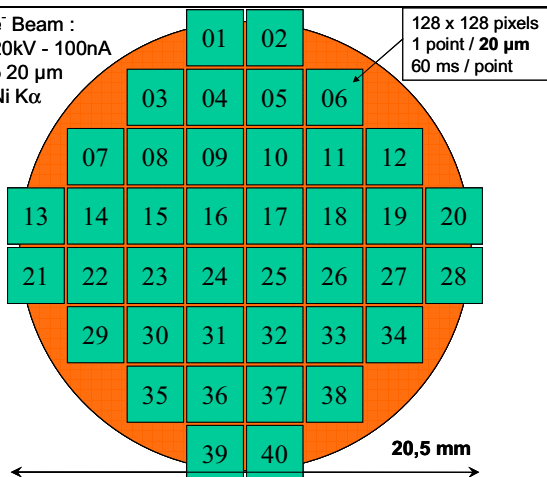 e⁻ Beam :
20kV - 100nA
20 µm
Ni Kα
128 x 128 pixels
1 point / 20 µm
60 ms / point
01 02
03 04 05 06
07 08 09 10 11 12
13 14 15 16 17 18 19 20
21 22 23 24 25 26 27 28
29 30 31 32 33 34
35 36 37 38
39 40
20,5 mm